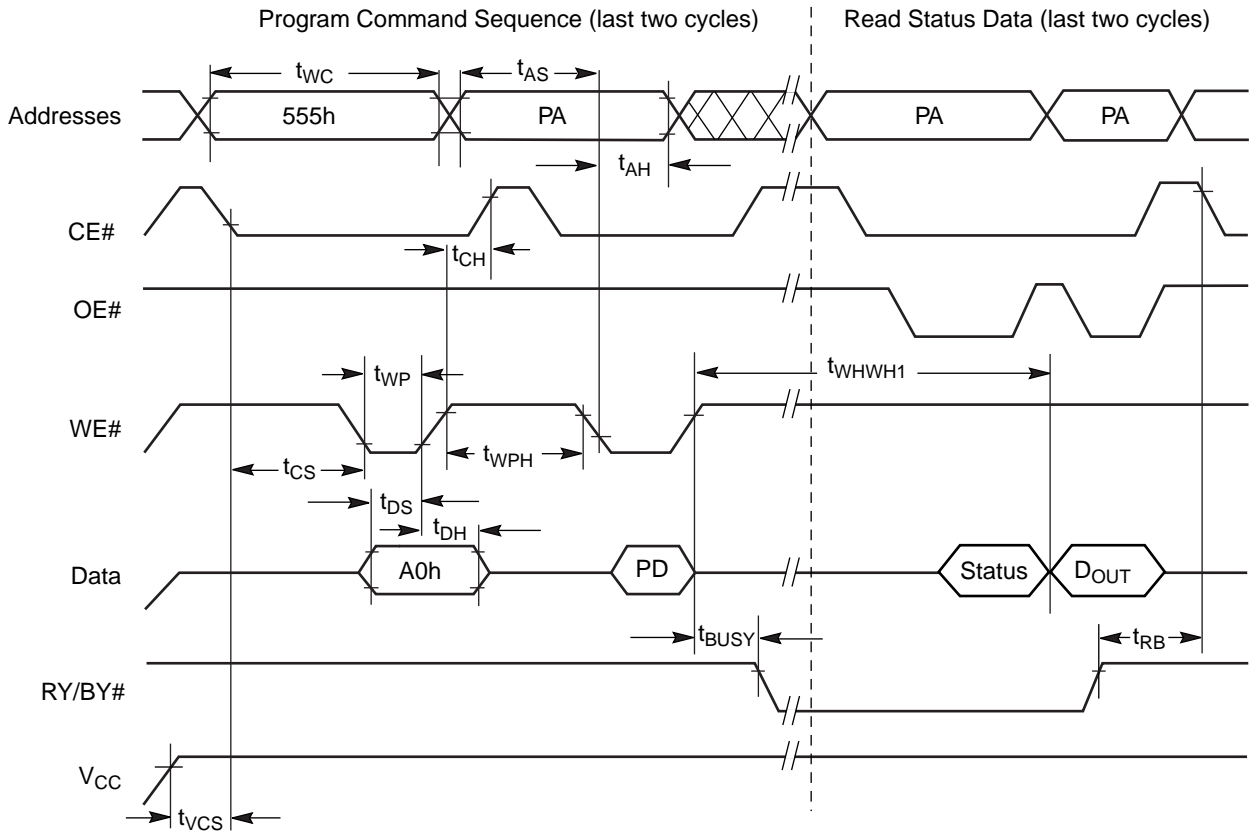 Program Command Sequence (last two cycles)
Read Status Data (last two cycles)
tWC
tAS
Addresses
555h
PA
PA
PA
tAH
CE#
tCH
OE#
tWHWH1
tWP
WE#
tCS
tWPH
tDS
tDH
Data
A0h
PD
Status
DOUT
tBUSY
tRB
RY/BY#
VCC
tVCS